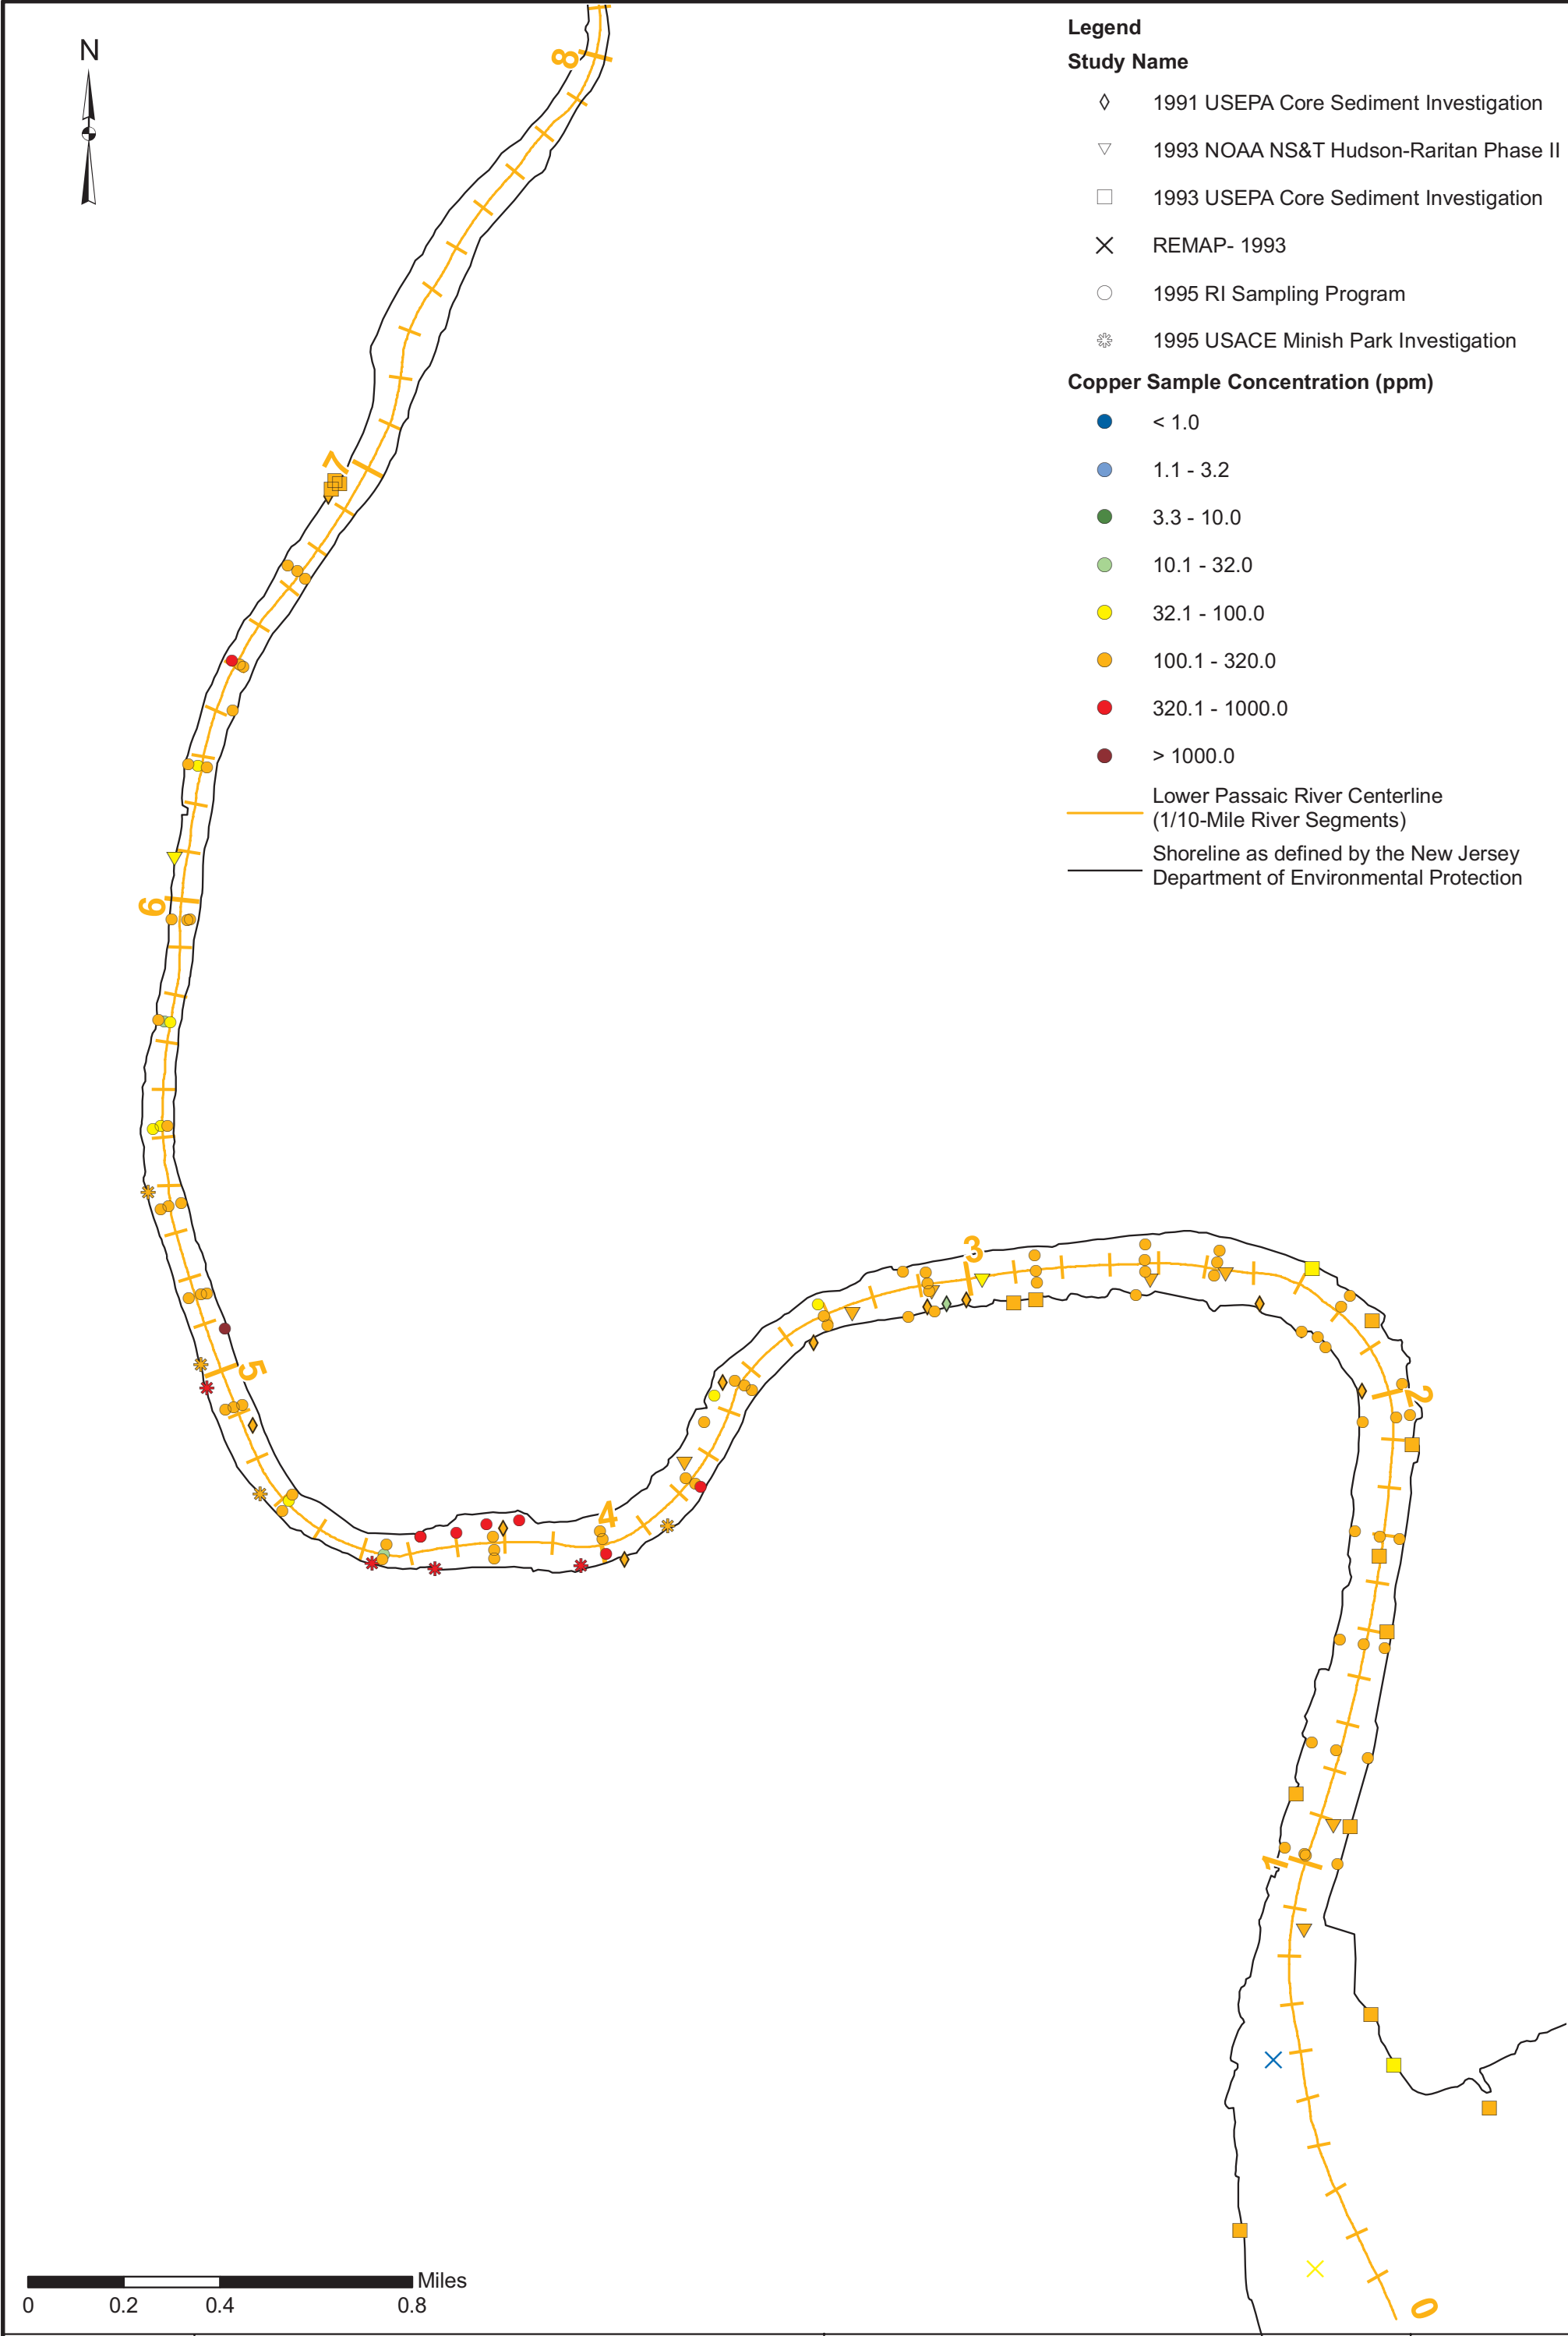 N
Legend
Study Name
1991 USEPA Core Sediment Investigation
1993 NOAA NS&T Hudson-Raritan Phase II
1993 USEPA Core Sediment Investigation
REMAP- 1993
1995 RI Sampling Program
1995 USACE Minish Park Investigation
Copper Sample Concentration (ppm)
< 1.0
1.1 - 3.2
3.3 - 10.0
10.1 - 32.0
32.1 - 100.0
100.1 - 320.0
320.1 - 1000.0
> 1000.0
Lower Passaic River Centerline
(1/10-Mile River Segments)
Shoreline as defined by the New Jersey
Department of Environmental Protection
8
7
6
5
4
3
2
1
0
Miles
0 0.2 0.4 0.8